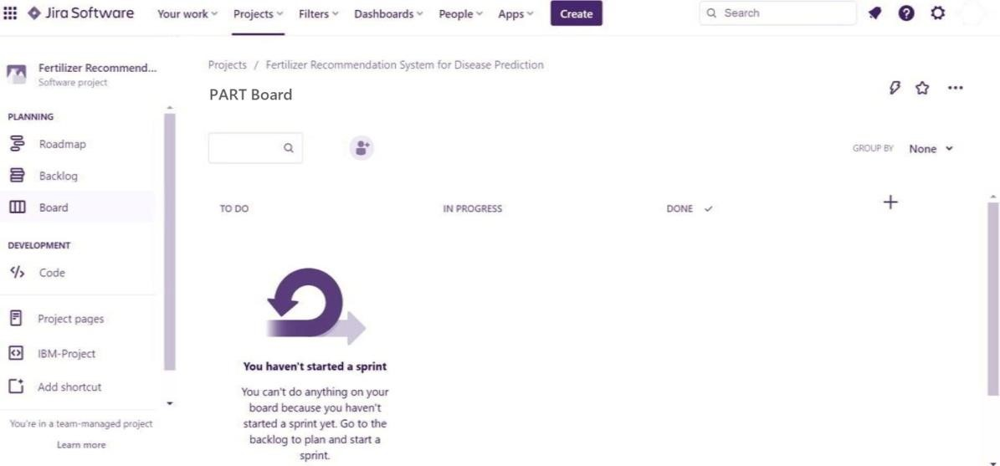 Jira Software Your work Projects Filters Dashboards People Apps Create Search
Fertilizer Recommend...
Software project
PLANNING
Roadmap
Backlog
Board
DEVELOPMENT
Code
Project pages
IBM-Project
Add shortcut
You're in a team-managed project
Learn more
Projects / Fertilizer Recommendation System for Disease Prediction
PART Board
GROUP BY None
TO DO IN PROGRESS DONE
You haven't started a sprint
You can't do anything on your
board because you haven't
started a sprint yet. Go to the
backlog to plan and start a
sprint.